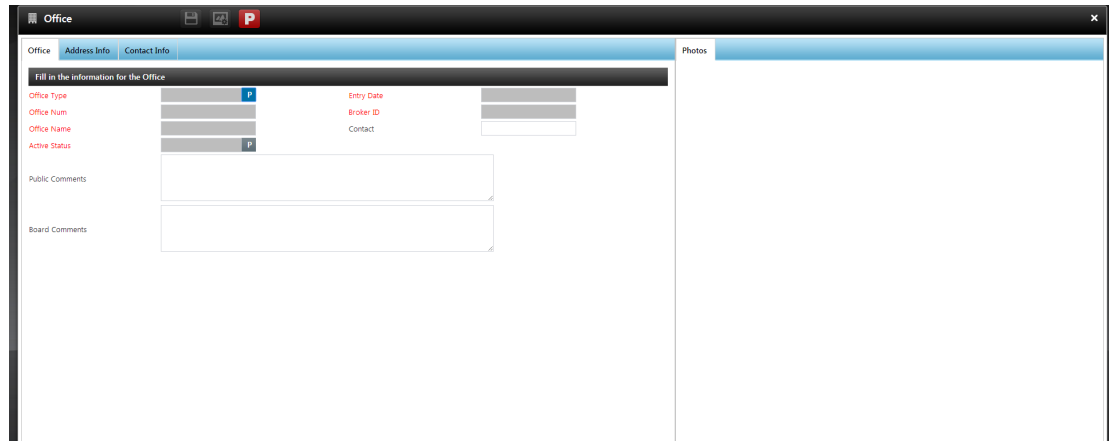 Office
P
×
Office Address Info Contact Info
Photos
Fill in the information for the Office
Office Type P Entry Date
Office Num Broker ID
Office Name Contact
Active Status P
Public Comments
Board Comments